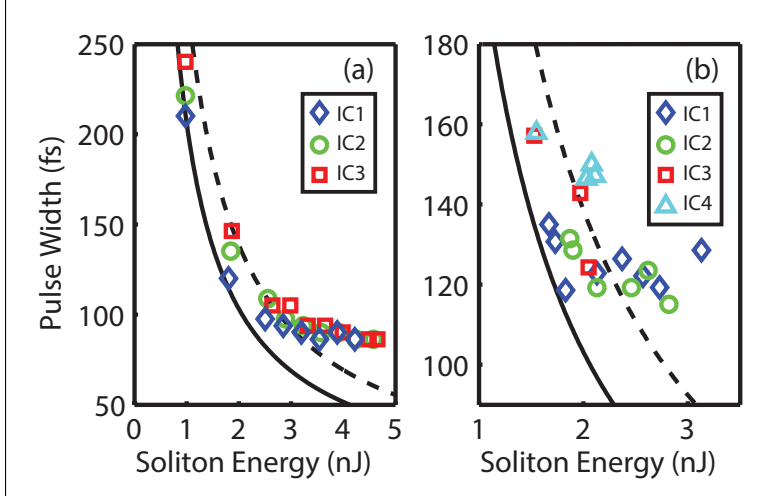 250
200
150
100
50
0
1
2
3
4
5
Pulse Width (fs)
Soliton Energy (nJ)
(a)
IC1
IC2
IC3
180
160
140
120
100
1
2
3
Soliton Energy (nJ)
(b)
IC1
IC2
IC3
IC4